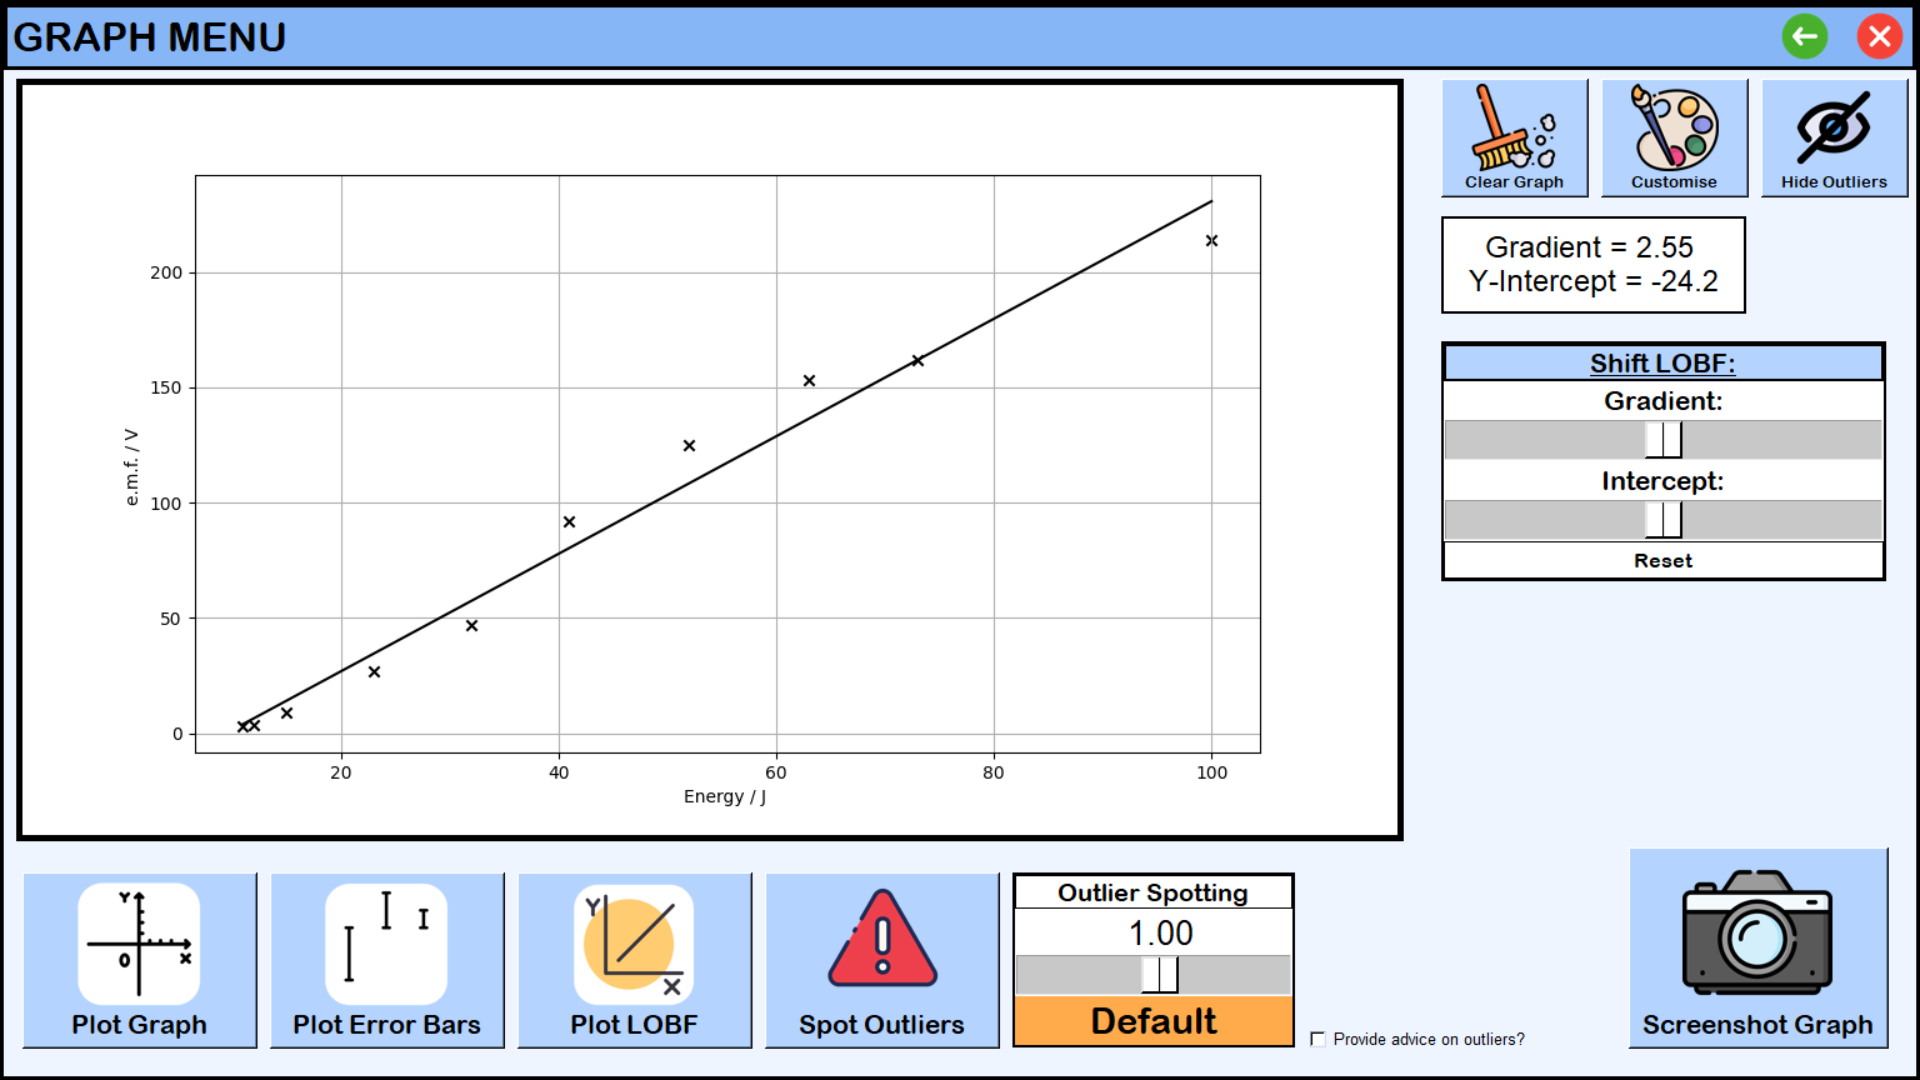 GRAPH MENU
Clear Graph
Customise
Hide Outliers
Gradient = 2.55
Y-Intercept = -24.2
Shift LOBF:
Gradient:
Intercept:
Reset
200
150
100
50
0
e.m.f. / V
20 40 60 80 100
Energy / J
Y
0
X
Plot Graph
Plot Error Bars
Y
X
Plot LOBF
Spot Outliers
Outlier Spotting
1.00
Default
Provide advice on outliers?
Screenshot Graph